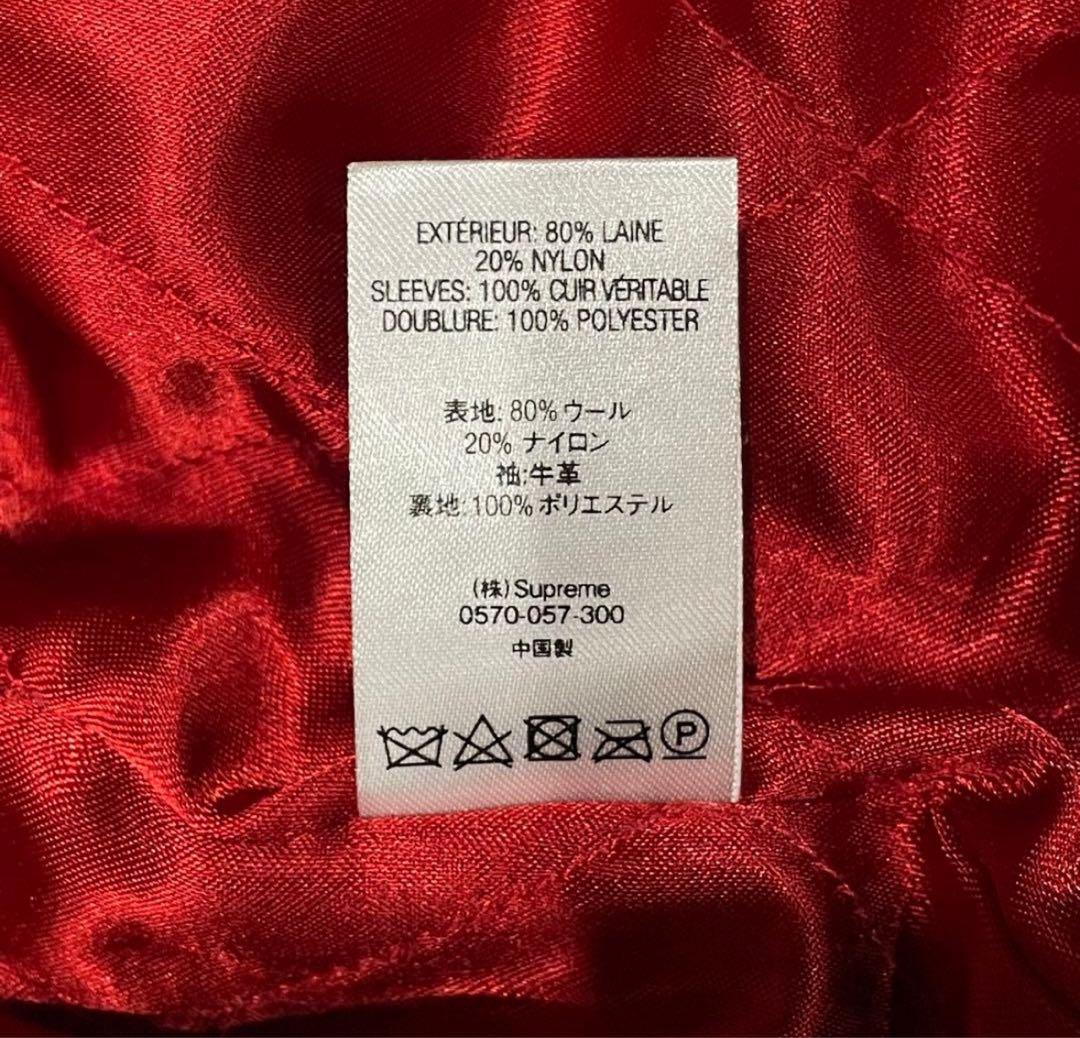 EXTÉRIEUR: 80% LAINE
20% NYLON
SLEEVES: 100% CUIR VÉRITABLE
DOUBLURE: 100% POLYESTER
表地: 80% ウール
20% ナイロン
袖:牛革
裏地:100% ポリエステル
(株)Supreme
0570-057-300
中国製
P